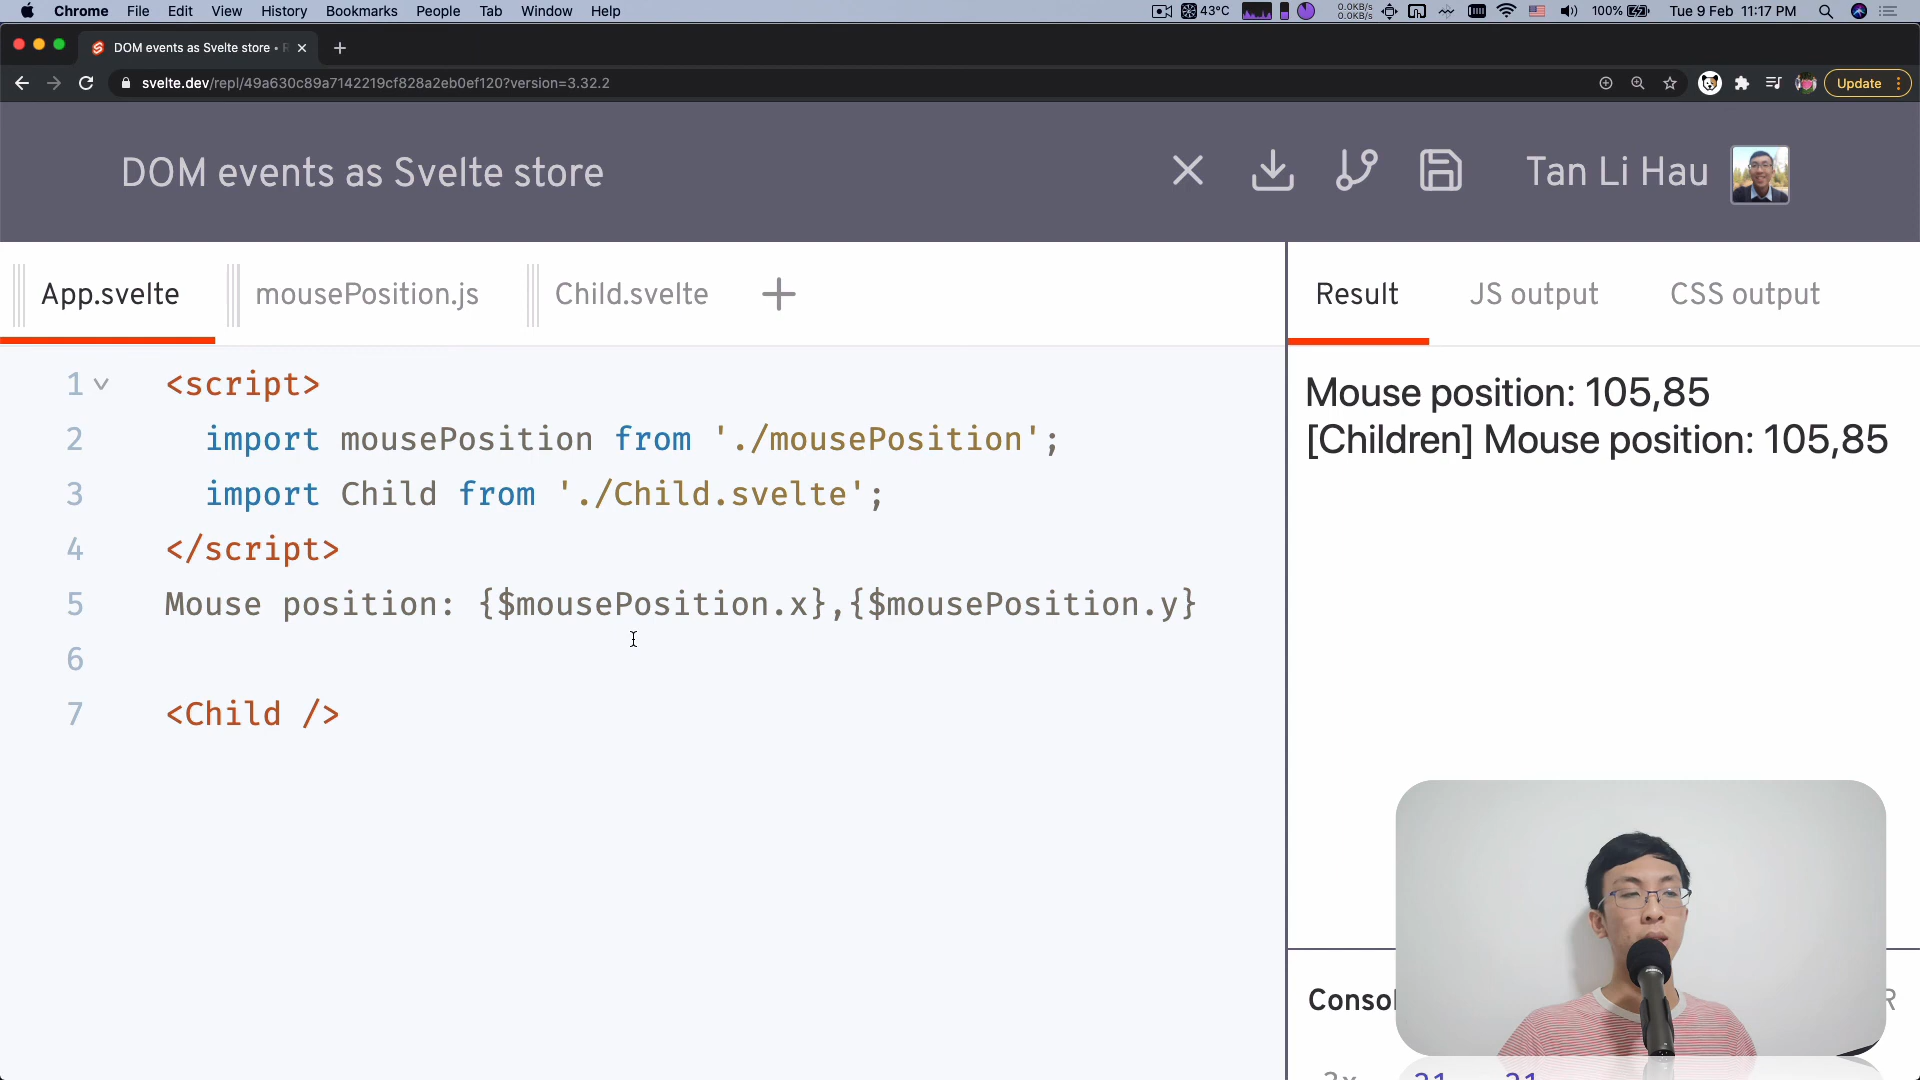 Chrome File Edit View History Bookmarks People Tab Window Help 43°C 0.0KB/s 0.0KB/s 100% Tue 9 Feb 11:17 PM
DOM events as Svelte store •
svelte.dev/repl/49a630c89a7142219cf828a2eb0ef120?version=3.32.2 Update
DOM events as Svelte store Tan Li Hau
App.svelte mousePosition.js Child.svelte
Result JS output CSS output
1 <script>
2 import mousePosition from './mousePosition';
3 import Child from './Child.svelte';
4 </script>
5 Mouse position: {$mousePosition.x},{$mousePosition.y}
6
7 <Child />
Mouse position: 105,85
[Children] Mouse position: 105,85